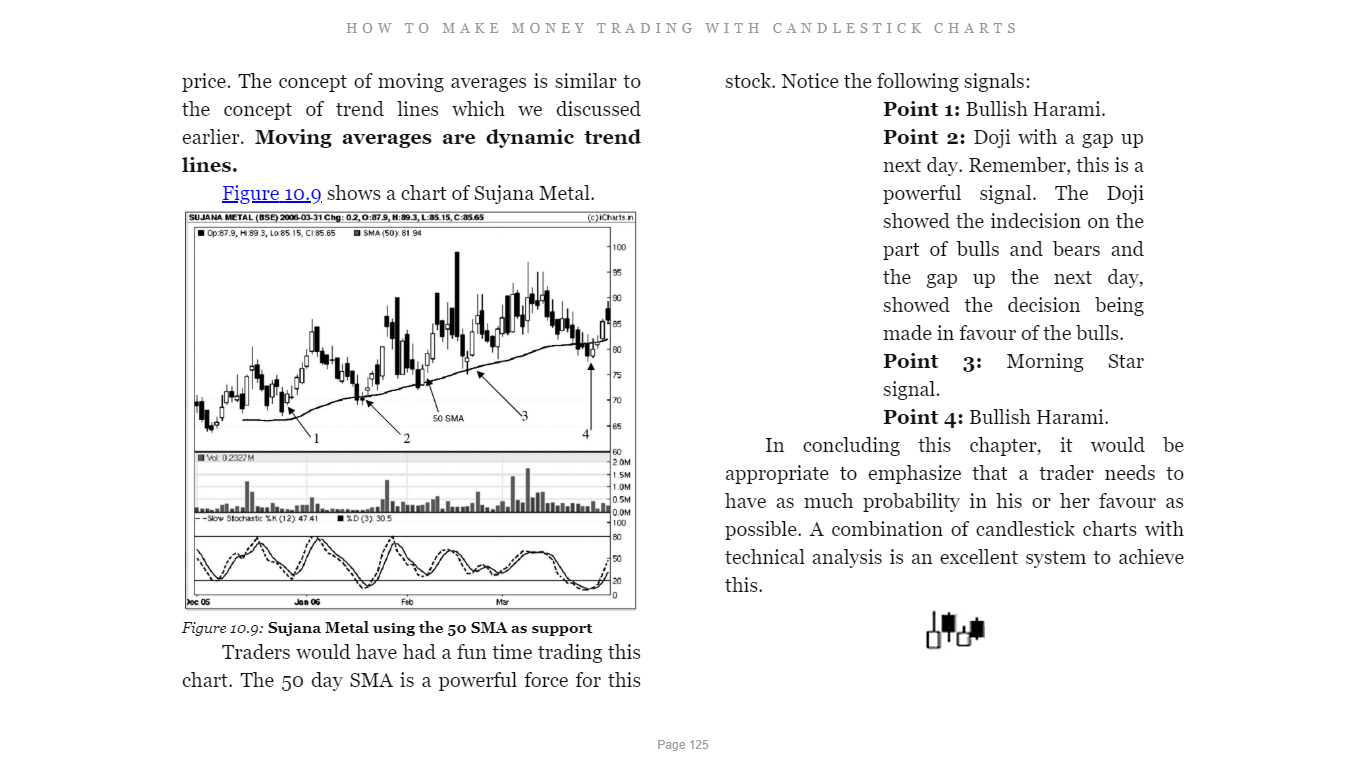 HOW TO MAKE MONEY TRADING WITH CANDLESTICK CHARTS
price. The concept of moving averages is similar to
the concept of trend lines which we discussed
earlier. Moving averages are dynamic trend
lines.
Figure 10.9 shows a chart of Sujana Metal.
SUJANA METAL (BSE) 2006-03-31 Chg: 0.2, O:87.9, H:89.3, L:85.15, C:85.65 (c)iCharts.in
Op:87.9, Hi:89.3, Lo:85.15, Cl:85.65 SMA (50): 81.94
100
95
90
85
80
75
70
65
60
50 SMA
1
2
3
4
Vol: 0.2327M
2.0M
1.5M
1.0M
0.5M
0.0M
Slow Stochastic %K (12): 47.41 %D (3): 30.5
100
80
50
20
0
Dec 05 Jan 06 Feb Mar
Figure 10.9: Sujana Metal using the 50 SMA as support
Traders would have had a fun time trading this
chart. The 50 day SMA is a powerful force for this
stock. Notice the following signals:
Point 1: Bullish Harami.
Point 2: Doji with a gap up
next day. Remember, this is a
powerful signal. The Doji
showed the indecision on the
part of bulls and bears and
the gap up the next day,
showed the decision being
made in favour of the bulls.
Point 3: Morning Star
signal.
Point 4: Bullish Harami.
In concluding this chapter, it would be
appropriate to emphasize that a trader needs to
have as much probability in his or her favour as
possible. A combination of candlestick charts with
technical analysis is an excellent system to achieve
this.
Page 125